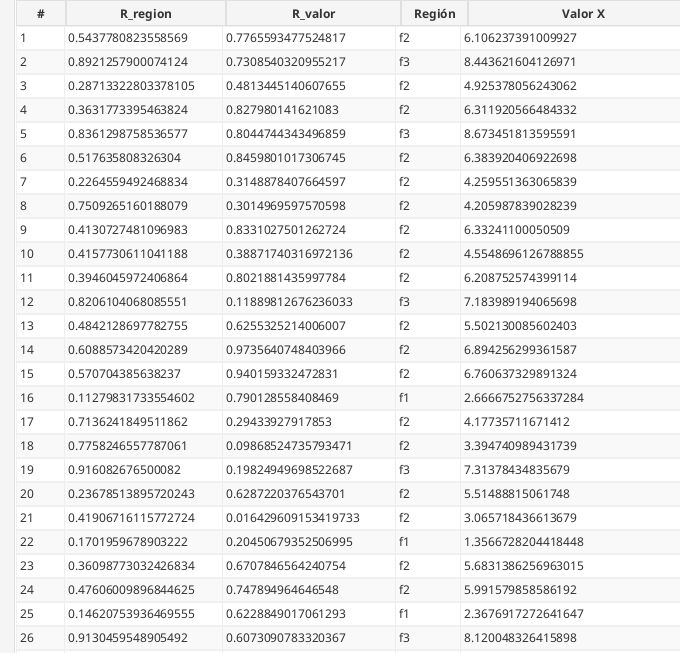 # R_region R_valor Región Valor X
1 0.5437780823558569 0.7765593477524817 f2 6.106237391009927
2 0.8921257900074124 0.7308540320955217 f3 8.443621604126971
3 0.28713322803378105 0.4813445140607655 f2 4.925378056243062
4 0.3631773395463824 0.827980141621083 f2 6.311920566484332
5 0.8361298758536577 0.8044744343496859 f3 8.673451813595591
6 0.517635808326304 0.8459801017306745 f2 6.383920406922698
7 0.2264559492468834 0.3148878407664597 f2 4.259551363065839
8 0.7509265160188079 0.3014969597570598 f2 4.205987839028239
9 0.4130727481096983 0.8331027501262724 f2 6.33241100050509
10 0.4157730611041188 0.38871740316972136 f2 4.5548696126788855
11 0.3946045972406864 0.8021881435997784 f2 6.208752574399114
12 0.8206104068085551 0.11889812676236033 f3 7.183989194065698
13 0.4842128697782755 0.6255325214006007 f2 5.502130085602403
14 0.6088573420420289 0.9735640748403966 f2 6.894256299361587
15 0.570704385638237 0.940159332472831 f2 6.760637329891324
16 0.11279831733554602 0.790128558408469 f1 2.6666752756337284
17 0.7136241849511862 0.29433927917853 f2 4.17735711671412
18 0.7758246557787061 0.09868524735793471 f2 3.394740989431739
19 0.916082676500082 0.19824949698522687 f3 7.31378434835679
20 0.23678513895720243 0.6287220376543701 f2 5.51488815061748
21 0.41906716115772724 0.016429609153419733 f2 3.065718436613679
22 0.1701959678903222 0.20450679352506995 f1 1.3566728204418448
23 0.36098773032426834 0.6707846564240754 f2 5.6831386256963015
24 0.47606009896844625 0.747894964646548 f2 5.991579858586192
25 0.14620753936469555 0.6228849017061293 f1 2.3676917272641647
26 0.9130459548905492 0.6073090783320367 f3 8.120048326415898